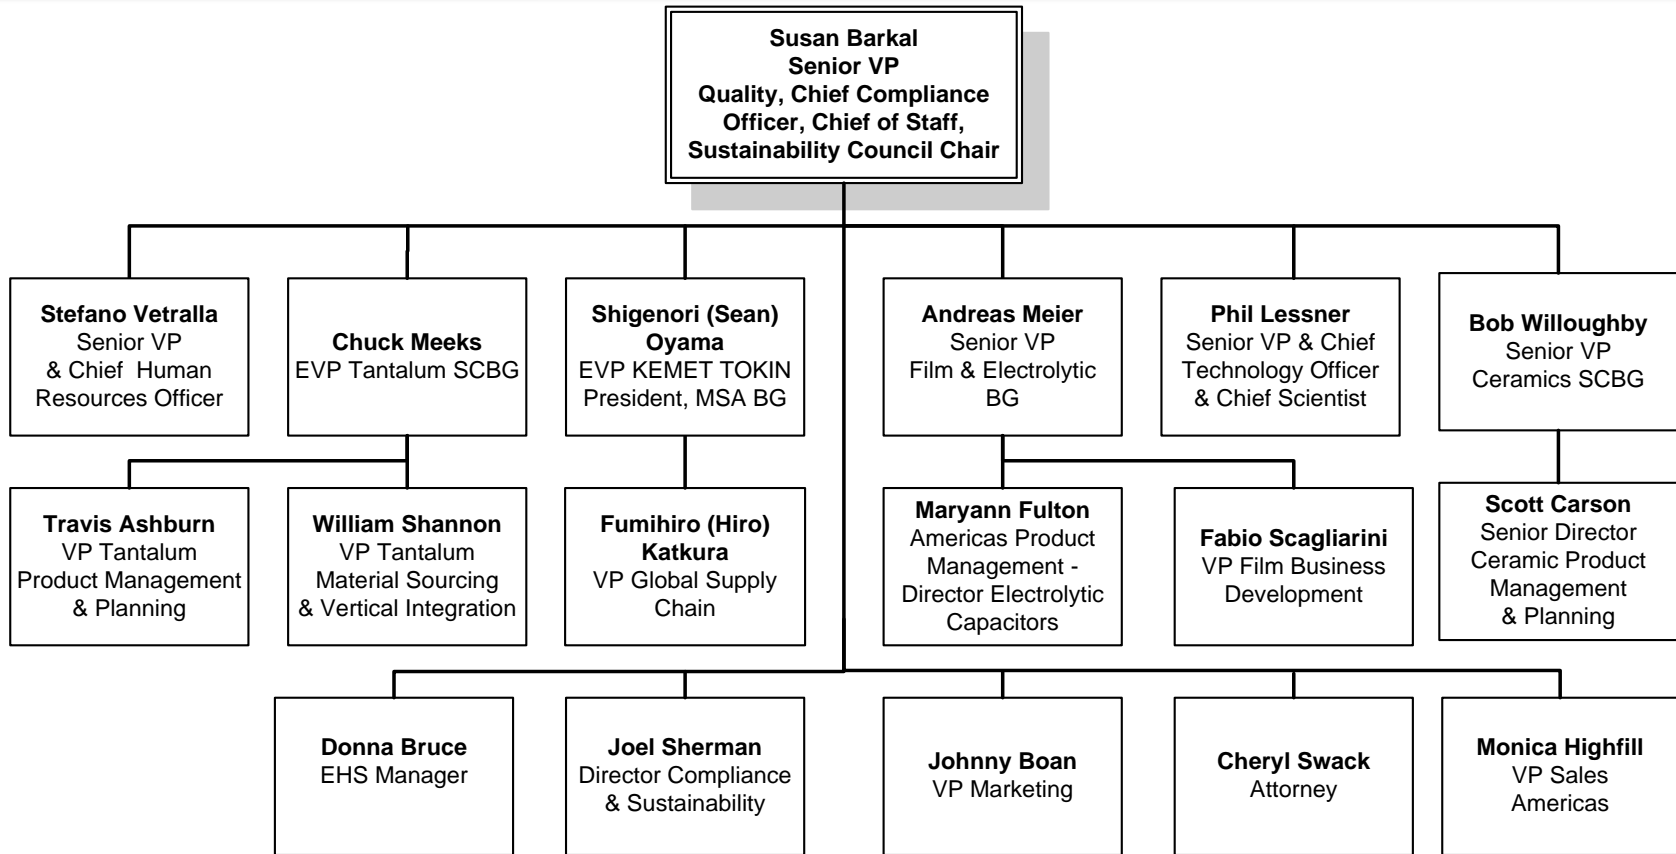 Susan Barkal
Senior VP
Quality, Chief Compliance
Officer, Chief of Staff,
Sustainability Council Chair
Stefano Vetralla
Senior VP
& Chief Human
Resources Officer
Chuck Meeks
EVP Tantalum SCBG
Shigenori (Sean)
Oyama
EVP KEMET TOKIN
President, MSA BG
Andreas Meier
Senior VP
Film & Electrolytic
BG
Phil Lessner
Senior VP & Chief
Technology Officer
& Chief Scientist
Bob Willoughby
Senior VP
Ceramics SCBG
Travis Ashburn
VP Tantalum
Product Management
& Planning
William Shannon
VP Tantalum
Material Sourcing
& Vertical Integration
Fumihiro (Hiro)
Katkura
VP Global Supply
Chain
Maryann Fulton
Americas Product
Management -
Director Electrolytic
Capacitors
Fabio Scagliarini
VP Film Business
Development
Scott Carson
Senior Director
Ceramic Product
Management
& Planning
Donna Bruce
EHS Manager
Joel Sherman
Director Compliance
& Sustainability
Johnny Boan
VP Marketing
Cheryl Swack
Attorney
Monica Highfill
VP Sales
Americas